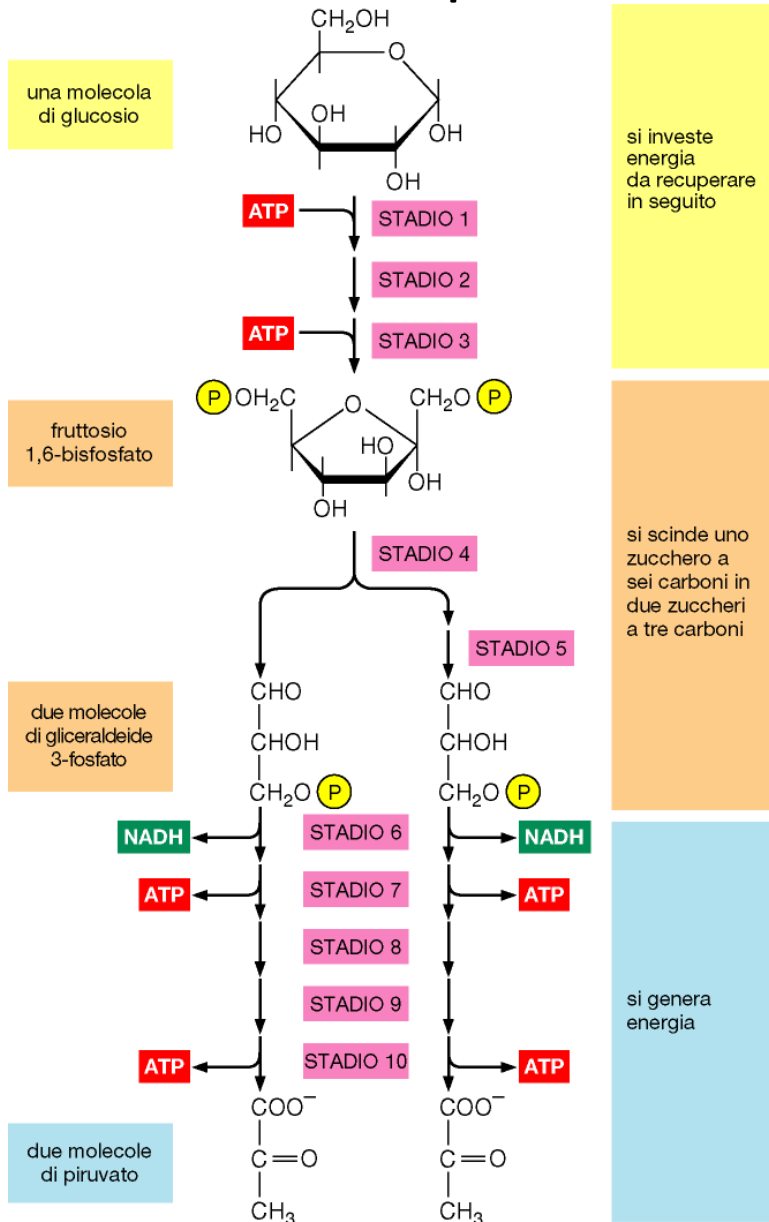 CH₂OH
O
una molecola
di glucosio
OH
HO
OH
OH
si investe
energia
da recuperare
in seguito
ATP
STADIO 1
STADIO 2
ATP
STADIO 3
P OH₂C
O
CH₂O P
fruttosio
1,6-bisfosfato
HO
OH
OH
STADIO 4
si scinde uno
zucchero a
sei carboni in
due zuccheri
a tre carboni
STADIO 5
CHO
CHO
due molecole
di gliceraldeide
3-fosfato
CHOH
CHOH
CH₂O P
CH₂O P
NADH
STADIO 6
NADH
ATP
STADIO 7
ATP
STADIO 8
STADIO 9
si genera
energia
ATP
STADIO 10
ATP
COO⁻
COO⁻
due molecole
di piruvato
C=O
C=O
CH₃
CH₃